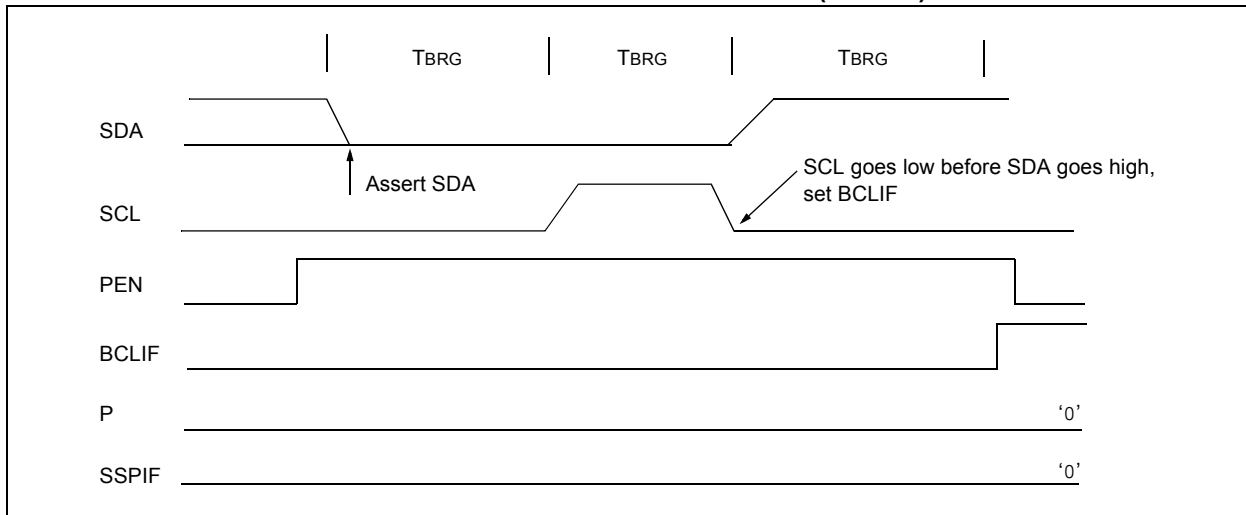 TBRG TBRG TBRG
SDA
Assert SDA
SCL goes low before SDA goes high,
set BCLIF
SCL
PEN
BCLIF
P '0'
SSPIF '0'